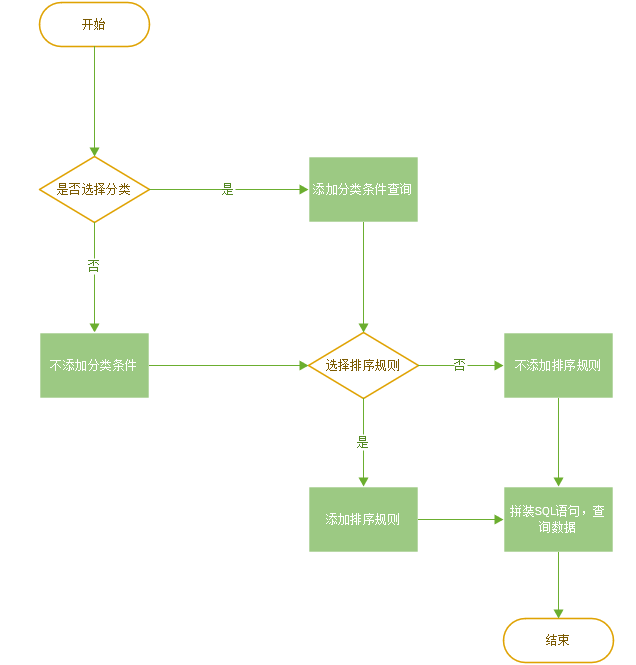 开始
是否选择分类
是
添加分类条件查询
否
不添加分类条件
选择排序规则
否
不添加排序规则
是
添加排序规则
拼装SQL语句，查
询数据
结束